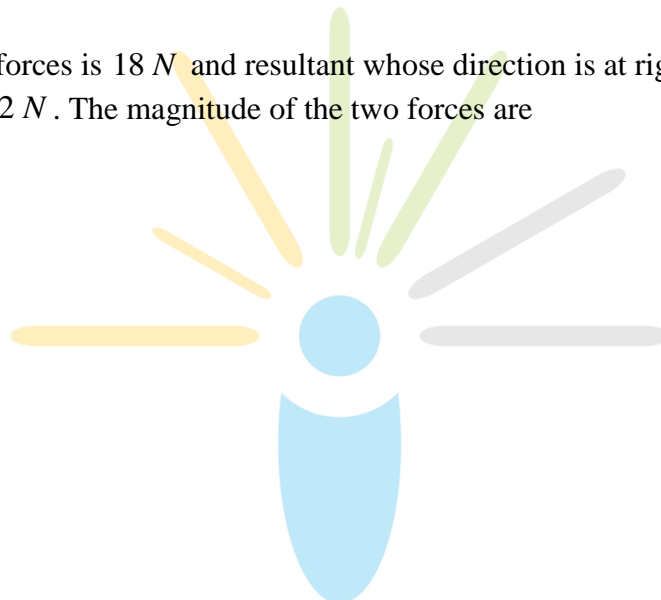 forces is 18 N and resultant whose direction is at rig
2 N. The magnitude of the two forces are